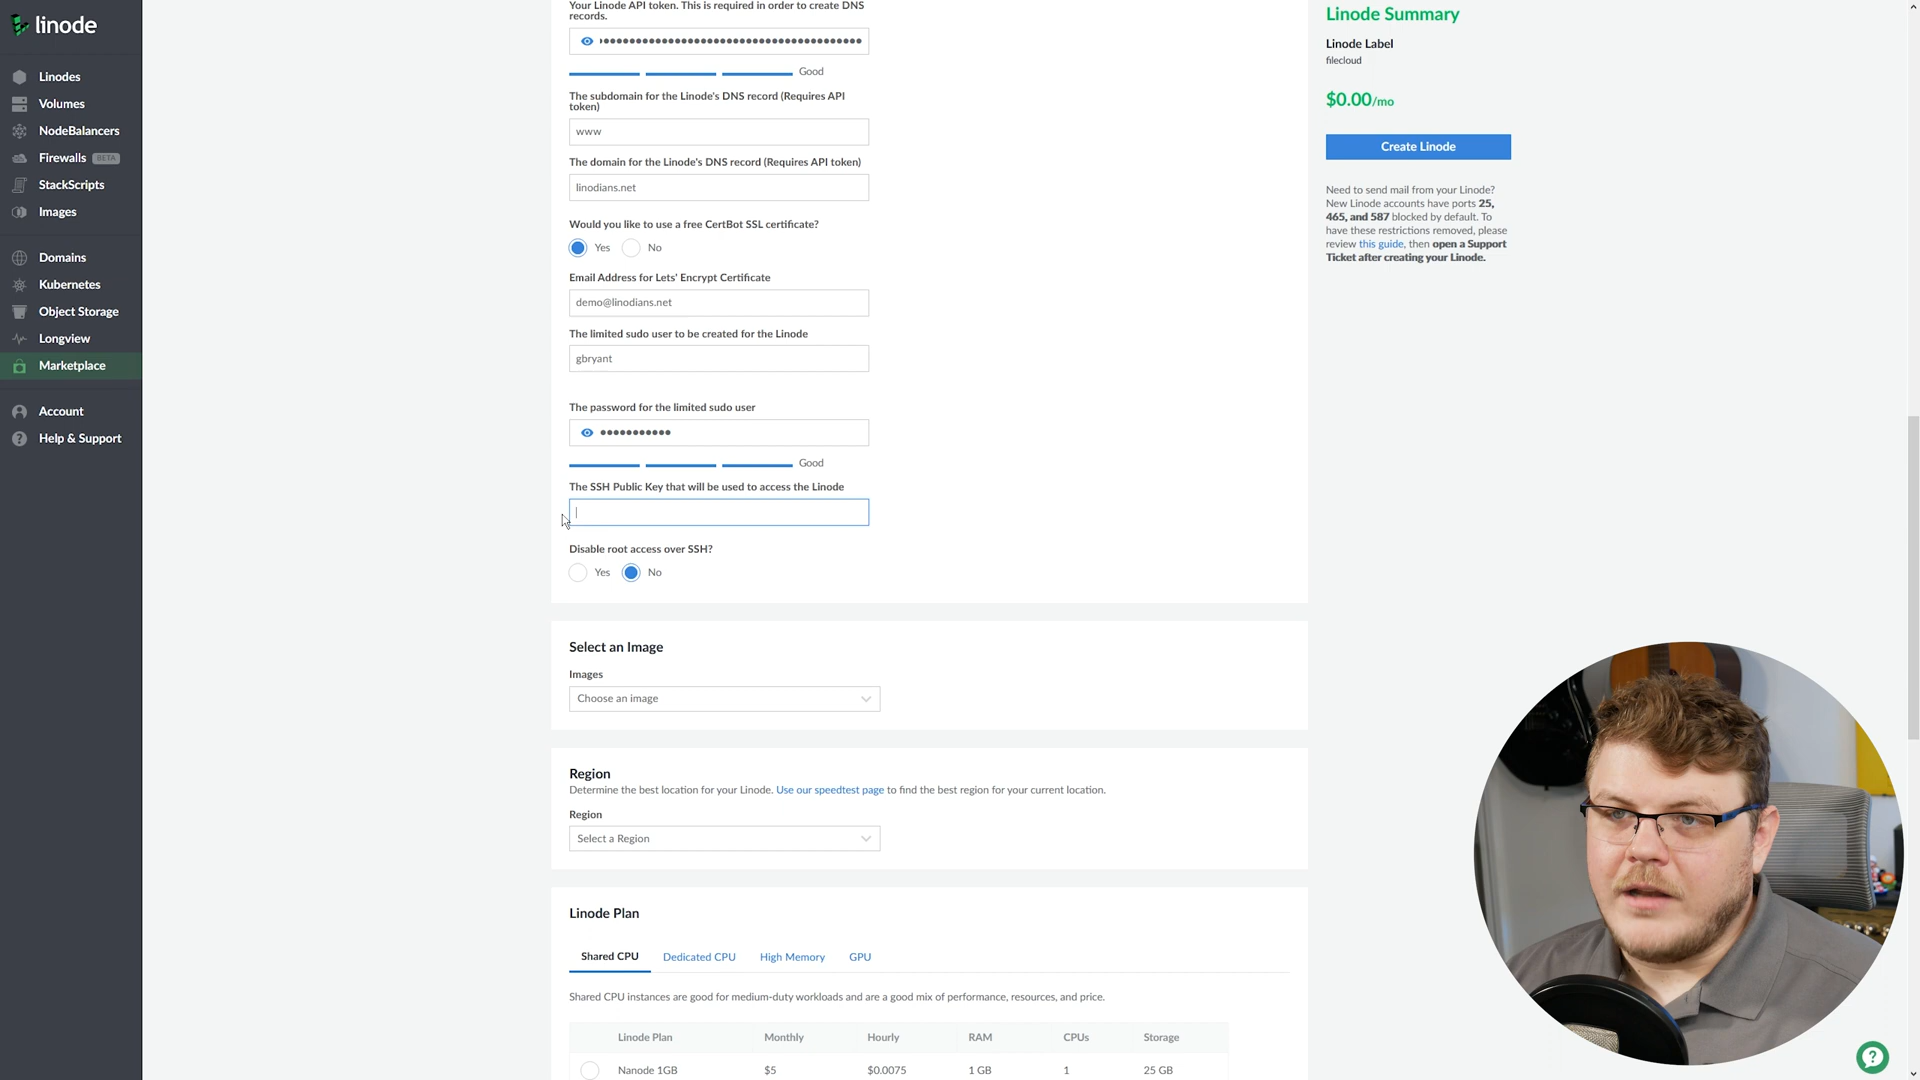 linode
Linodes
Volumes
NodeBalancers
Firewalls BETA
StackScripts
Images
Domains
Kubernetes
Object Storage
Longview
Marketplace
Account
Help & Support
Your Linode API token. This is required in order to create DNS
records.
Good
The subdomain for the Linode's DNS record (Requires API
token)
www
The domain for the Linode's DNS record (Requires API token)
linodians.net
Would you like to use a free CertBot SSL certificate?
Yes No
Email Address for Lets' Encrypt Certificate
demo@linodians.net
The limited sudo user to be created for the Linode
gbryant
The password for the limited sudo user
Good
The SSH Public Key that will be used to access the Linode
Disable root access over SSH?
Yes No
Select an Image
Images
Choose an image
Region
Determine the best location for your Linode. Use our speedtest page to find the best region for your current location.
Region
Select a Region
Linode Plan
Shared CPU Dedicated CPU High Memory GPU
Shared CPU instances are good for medium-duty workloads and are a good mix of performance, resources, and price.
Linode Plan Monthly Hourly RAM CPUs Storage
Nanode 1GB $5 $0.0075 1 GB 1 25 GB
Linode Summary
Linode Label
filecloud
$0.00/mo
Create Linode
Need to send mail from your Linode?
New Linode accounts have ports 25,
465, and 587 blocked by default. To
have these restrictions removed, please
review this guide, then open a Support
Ticket after creating your Linode.